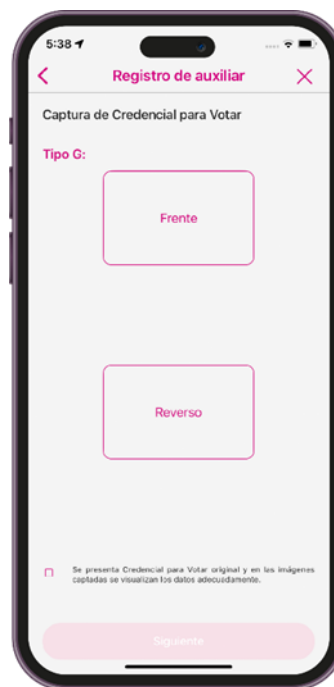 5:38
Registro de auxiliar
Captura de Credencial para Votar
Tipo G:
Frente
Reverso
Se presenta Credencial para Votar original y en las imágenes
captadas se visualizan los datos adecuadamente.
Siguiente